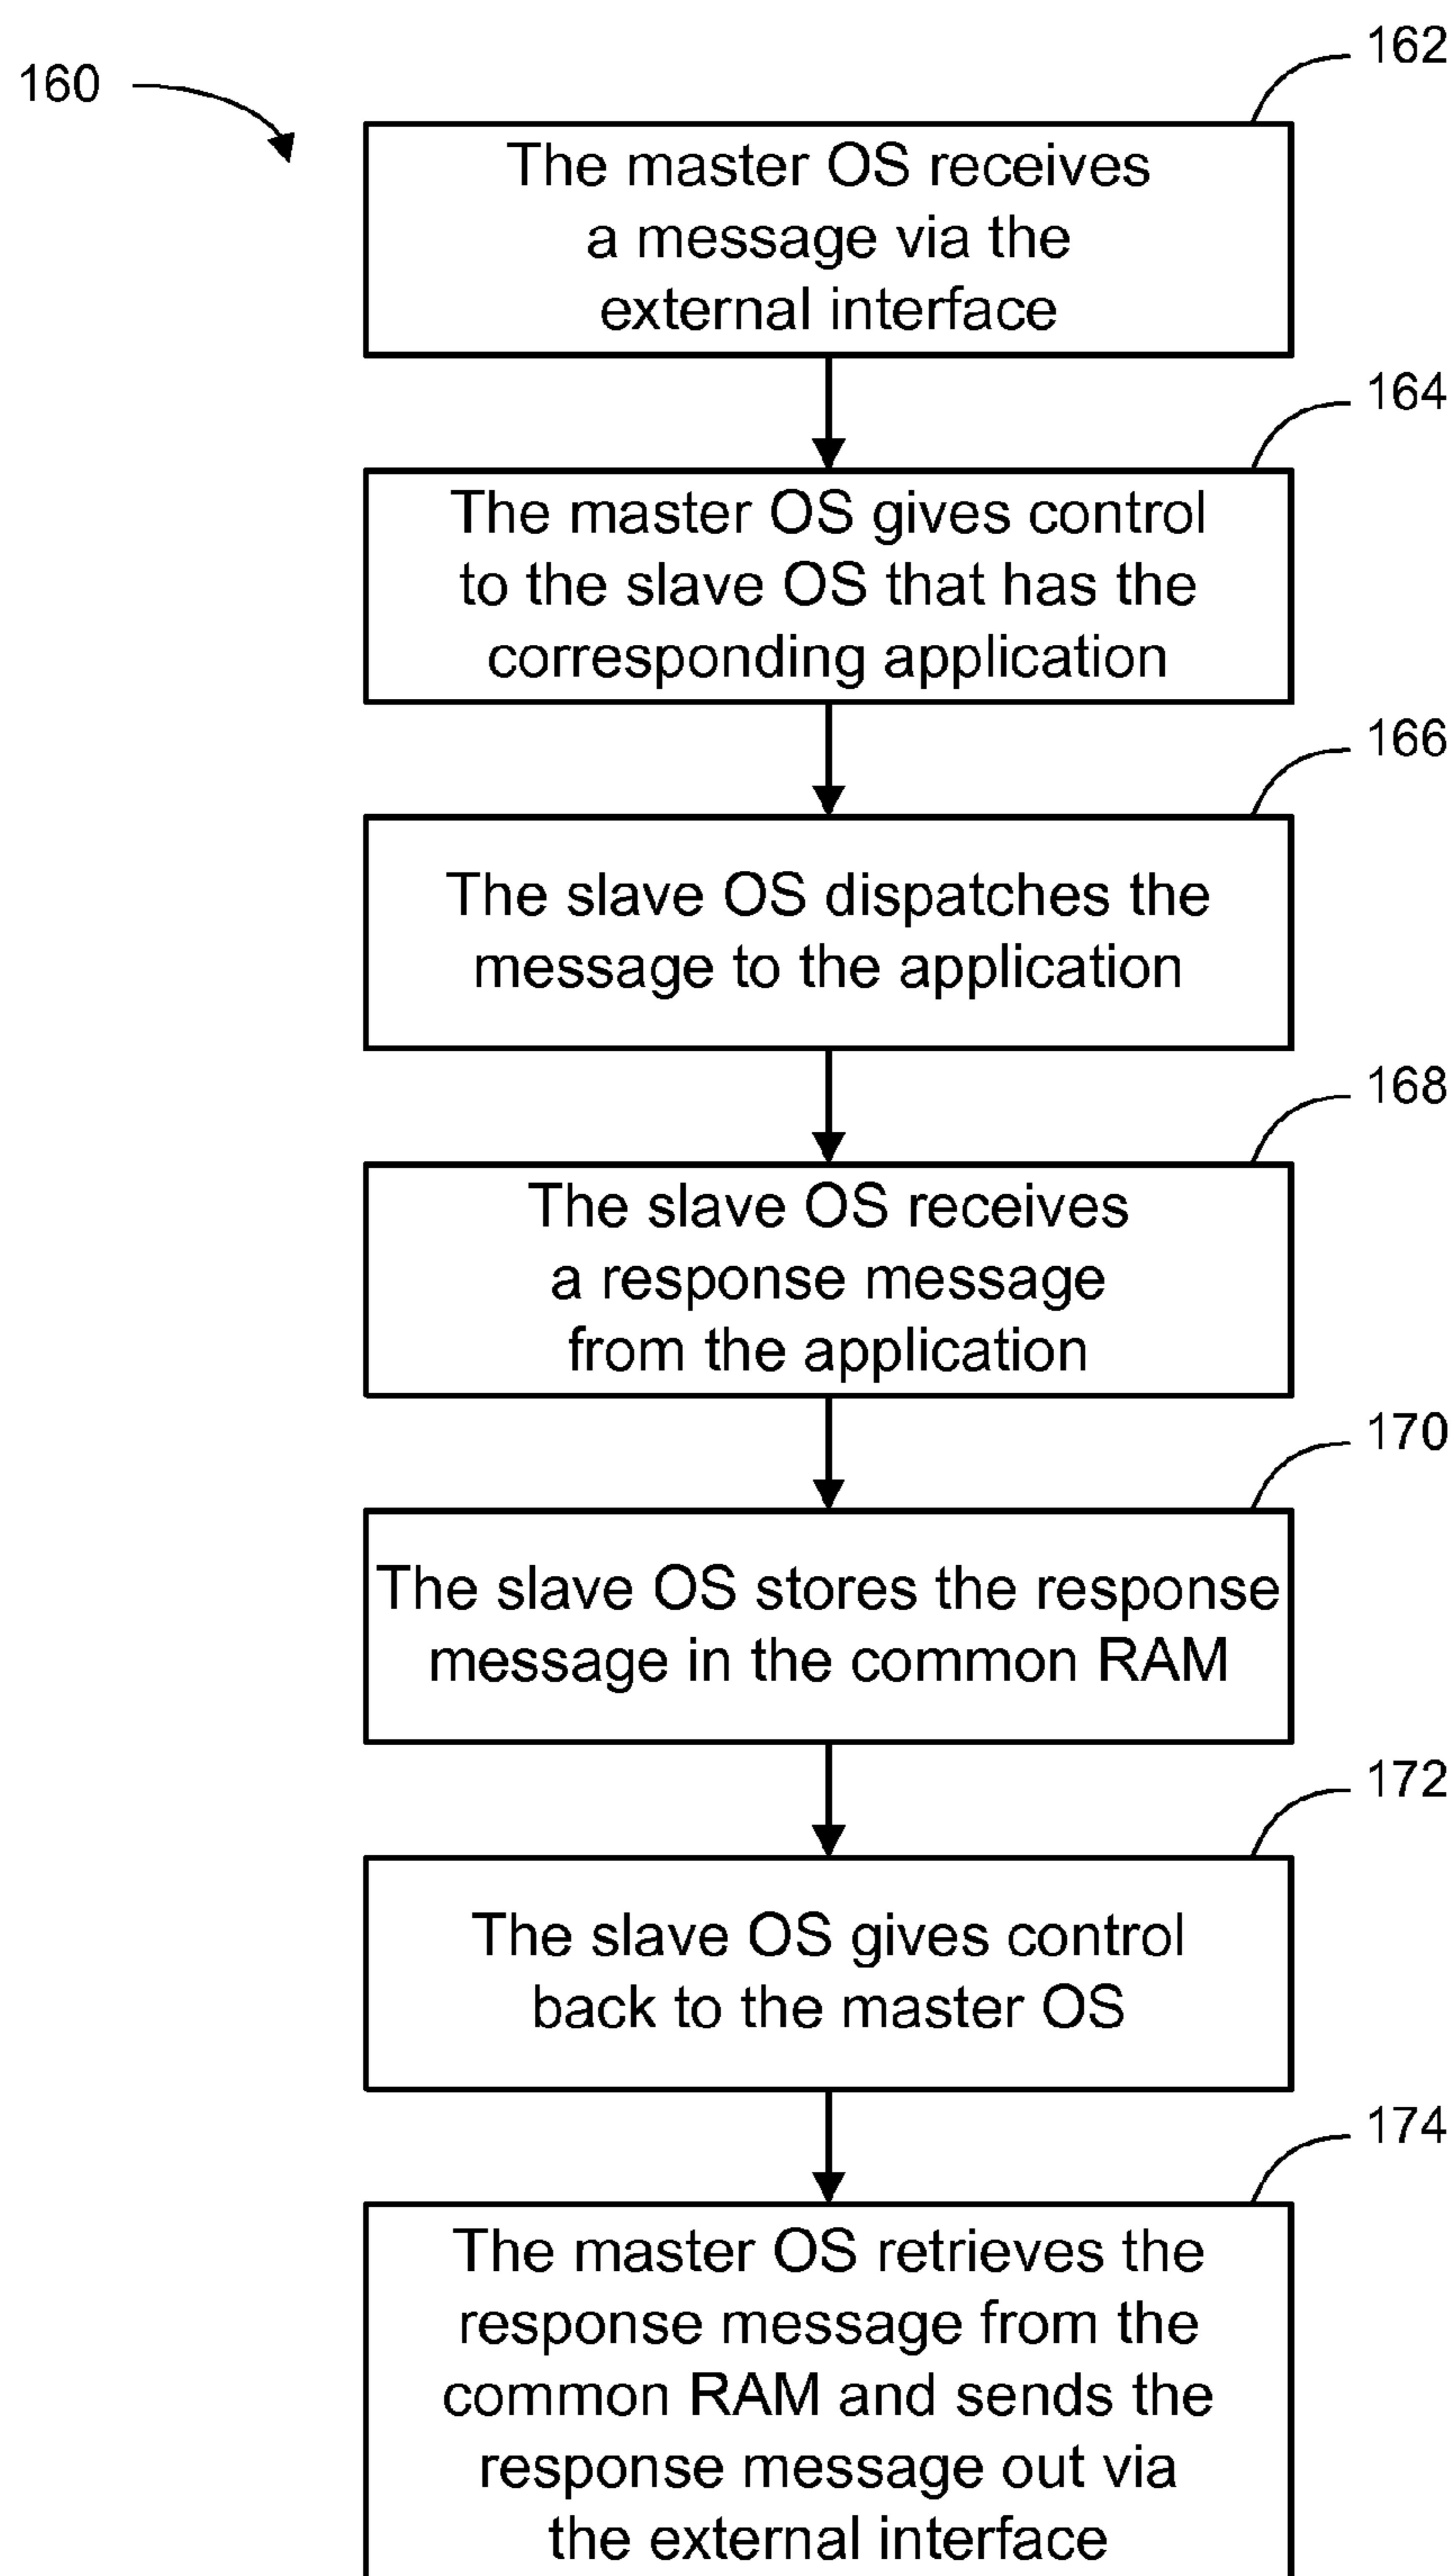 160
162
The master OS receives
a message via the
external interface
164
The master OS gives control
to the slave OS that has the
corresponding application
166
The slave OS dispatches the
message to the application
168
The slave OS receives
a response message
from the application
170
The slave OS stores the response
message in the common RAM
172
The slave OS gives control
back to the master OS
174
The master OS retrieves the
response message from the
common RAM and sends the
response message out via
the external interface